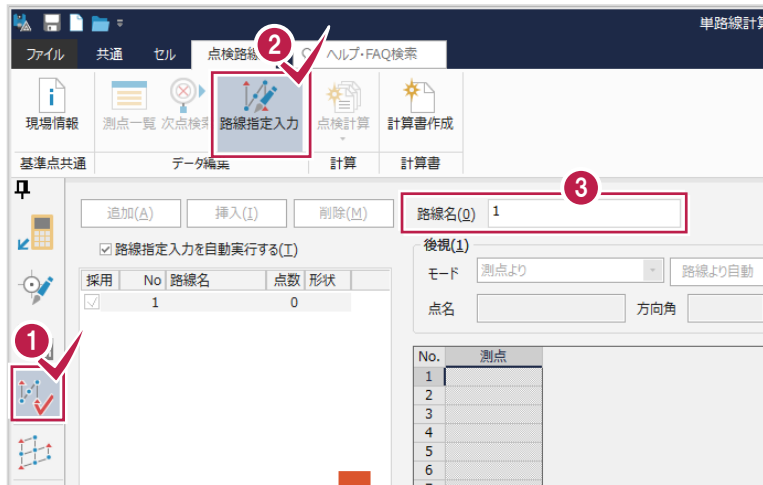 単路線計算
ファイル 共通 セル 点検路線 ヘルプ・FAQ検索
2
現場情報 測点一覧 次点検索 路線指定入力 点検計算 計算書作成
基準点共通 データ編集 計算 計算書
3
追加(A) 挿入(I) 削除(M) 路線名(0) 1
路線指定入力を自動実行する(T) 後視(1)
モード 測点より 路線より自動
採用 No 路線名 点数 形状
1 0
点名 方向角
1
No. 測点
1
2
3
4
5
6